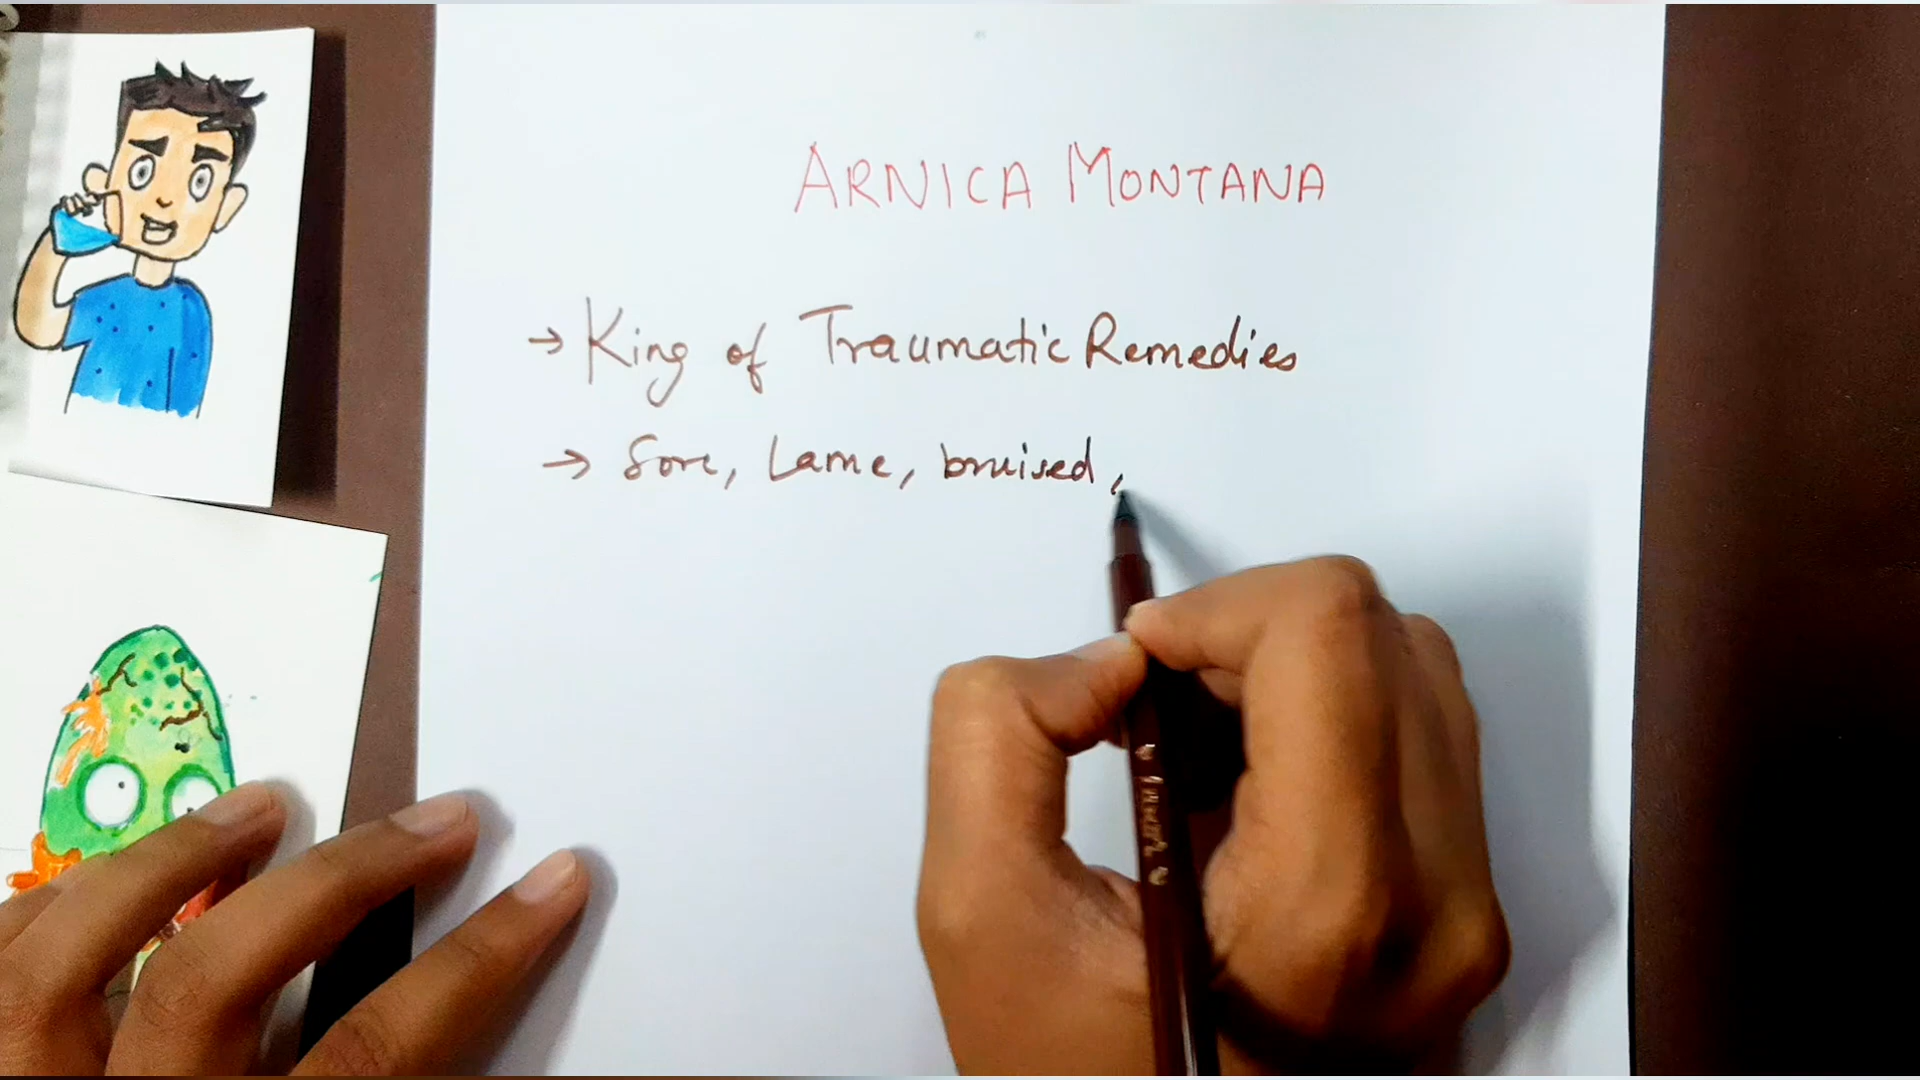 ARNICA MONTANA
→ King of Traumatic Remedies
→ Sore, Lame, bruised,